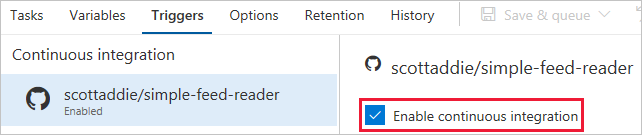 Tasks Variables Triggers Options Retention History Save & queue
Continuous integration
scottaddie/simple-feed-reader
Enabled
scottaddie/simple-feed-reader
Enable continuous integration